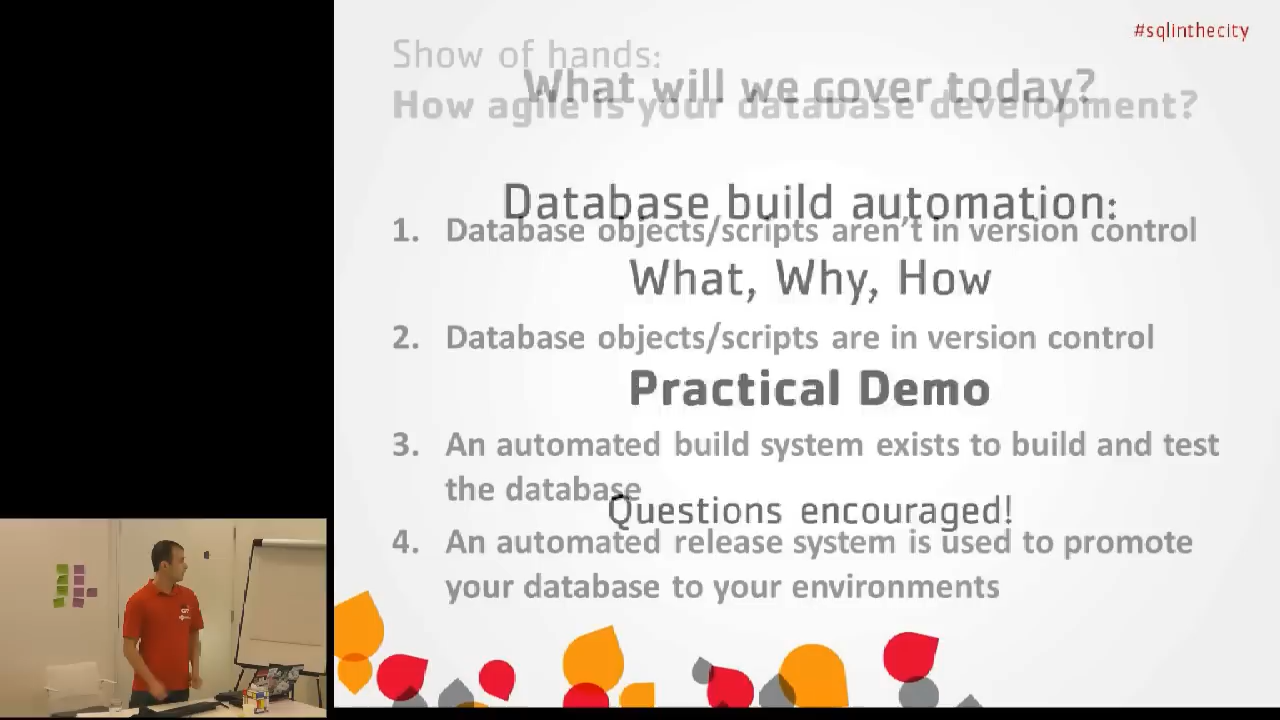 #sqlinthecity
Show of hands:
What will we cover today?
How agile is your database development?
Database build automation:
1. Database objects/scripts aren't in version control
What, Why, How
2. Database objects/scripts are in version control
Practical Demo
3. An automated build system exists to build and test
the database
Questions encouraged!
4. An automated release system is used to promote
your database to your environments